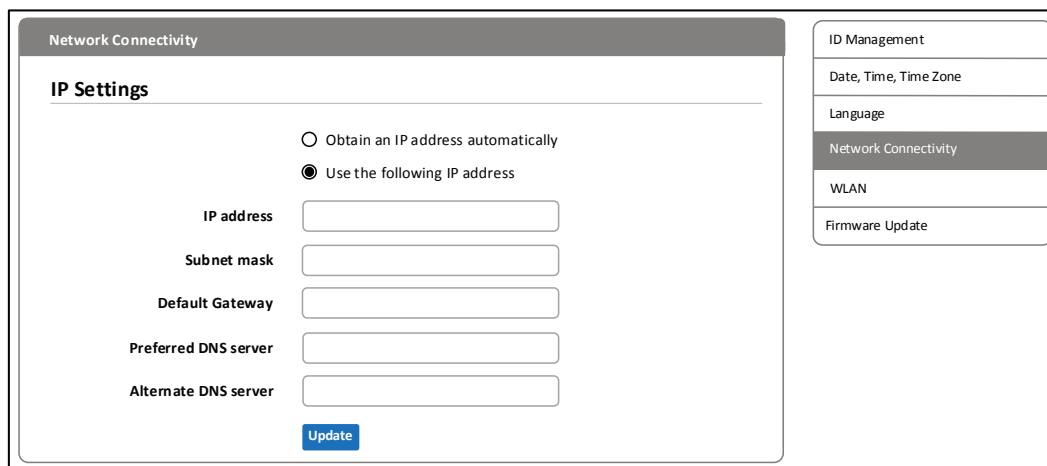 Network Connectivity
IP Settings
Obtain an IP address automatically
Use the following IP address
IP address
Subnet mask
Default Gateway
Preferred DNS server
Alternate DNS server
Update
ID Management
Date, Time, Time Zone
Language
Network Connectivity
WLAN
Firmware Update